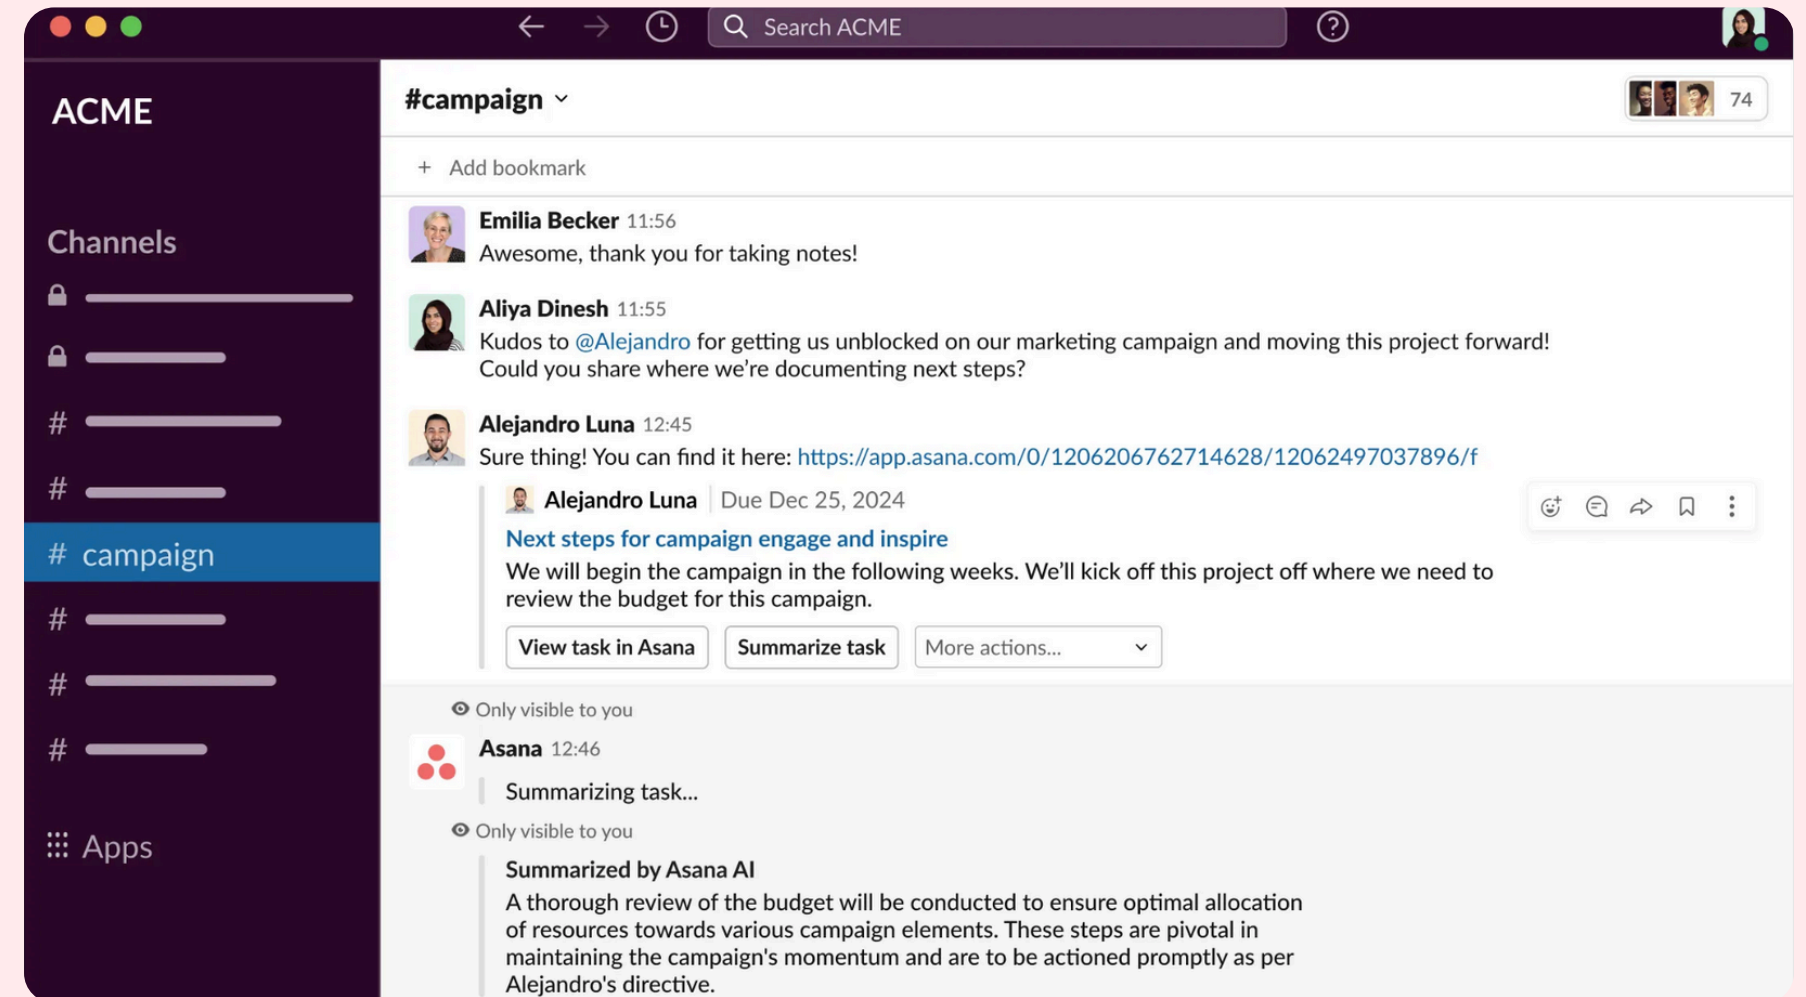 Search ACME
ACME
Channels
# 
#
# campaign
#
#
#
Apps
#campaign
74
+ Add bookmark
Emilia Becker 11:56
Awesome, thank you for taking notes!
Aliya Dinesh 11:55
Kudos to @Alejandro for getting us unblocked on our marketing campaign and moving this project forward!
Could you share where we’re documenting next steps?
Alejandro Luna 12:45
Sure thing! You can find it here: https://app.asana.com/0/1206206762714628/12062497037896/f
Alejandro Luna Due Dec 25, 2024
Next steps for campaign engage and inspire
We will begin the campaign in the following weeks. We’ll kick off this project off where we need to
review the budget for this campaign.
View task in Asana Summarize task More actions...
Only visible to you
Asana 12:46
Summarizing task...
Only visible to you
Summarized by Asana AI
A thorough review of the budget will be conducted to ensure optimal allocation
of resources towards various campaign elements. These steps are pivotal in
maintaining the campaign's momentum and are to be actioned promptly as per
Alejandro's directive.